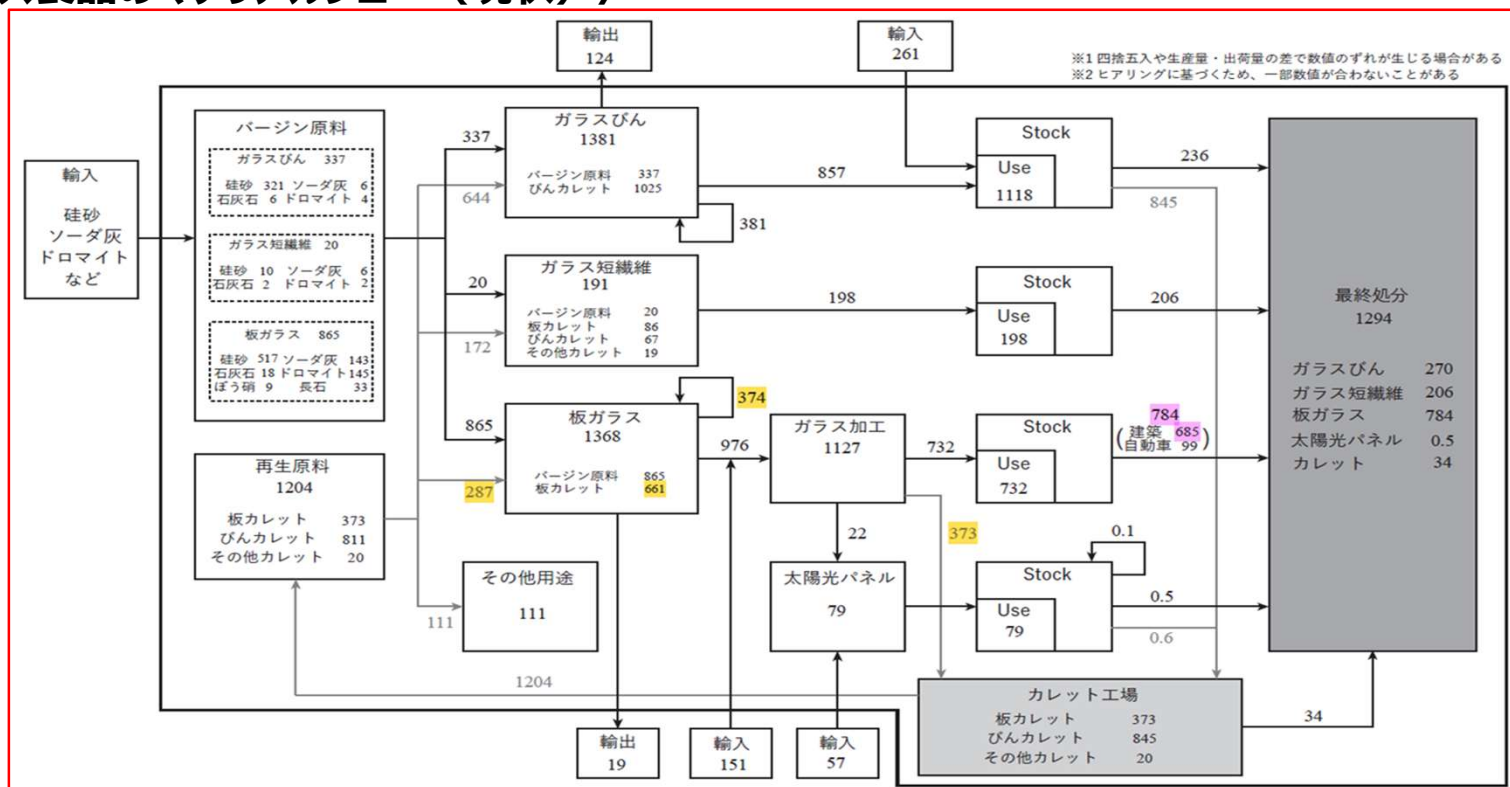 輸出
124
輸入
261
※1 四捨五入や生産量・出荷量の差で数値のずれが生じる場合がある
※2 ヒアリングに基づくため、一部数値が合わないことがある
輸入
硅砂
ソーダ灰
ドロマイト
など
バージン原料
ガラスびん 337
硅砂 321 ソーダ灰 6
石灰石 6 ドロマイト 4
ガラス短繊維 20
硅砂 10 ソーダ灰 6
石灰石 2 ドロマイト 2
板ガラス 865
硅砂 517 ソーダ灰 143
石灰石 18 ドロマイト 145
ぼう硝 9 長石 33
再生原料
1204
板カレット 373
びんカレット 811
その他カレット 20
337
644
20
172
865
287
111
ガラスびん
1381
バージン原料 337
びんカレット 1025
381
857
ガラス短繊維
191
バージン原料 20
板カレット 86
びんカレット 67
その他カレット 19
198
374
板ガラス
1368
バージン原料 865
板カレット 661
976
ガラス加工
1127
732
373
22
その他用途
111
太陽光パネル
79
Stock
Use
1118
236
845
Stock
Use
198
206
Stock
Use
732
784
(建築 685
自動車 99)
Stock
Use
79
0.1
0.5
0.6
最終処分
1294
ガラスびん 270
ガラス短繊維 206
板ガラス 784
太陽光パネル 0.5
カレット 34
1204
カレット工場
板カレット 373
びんカレット 845
その他カレット 20
34
輸出
19
輸入
151
輸入
57